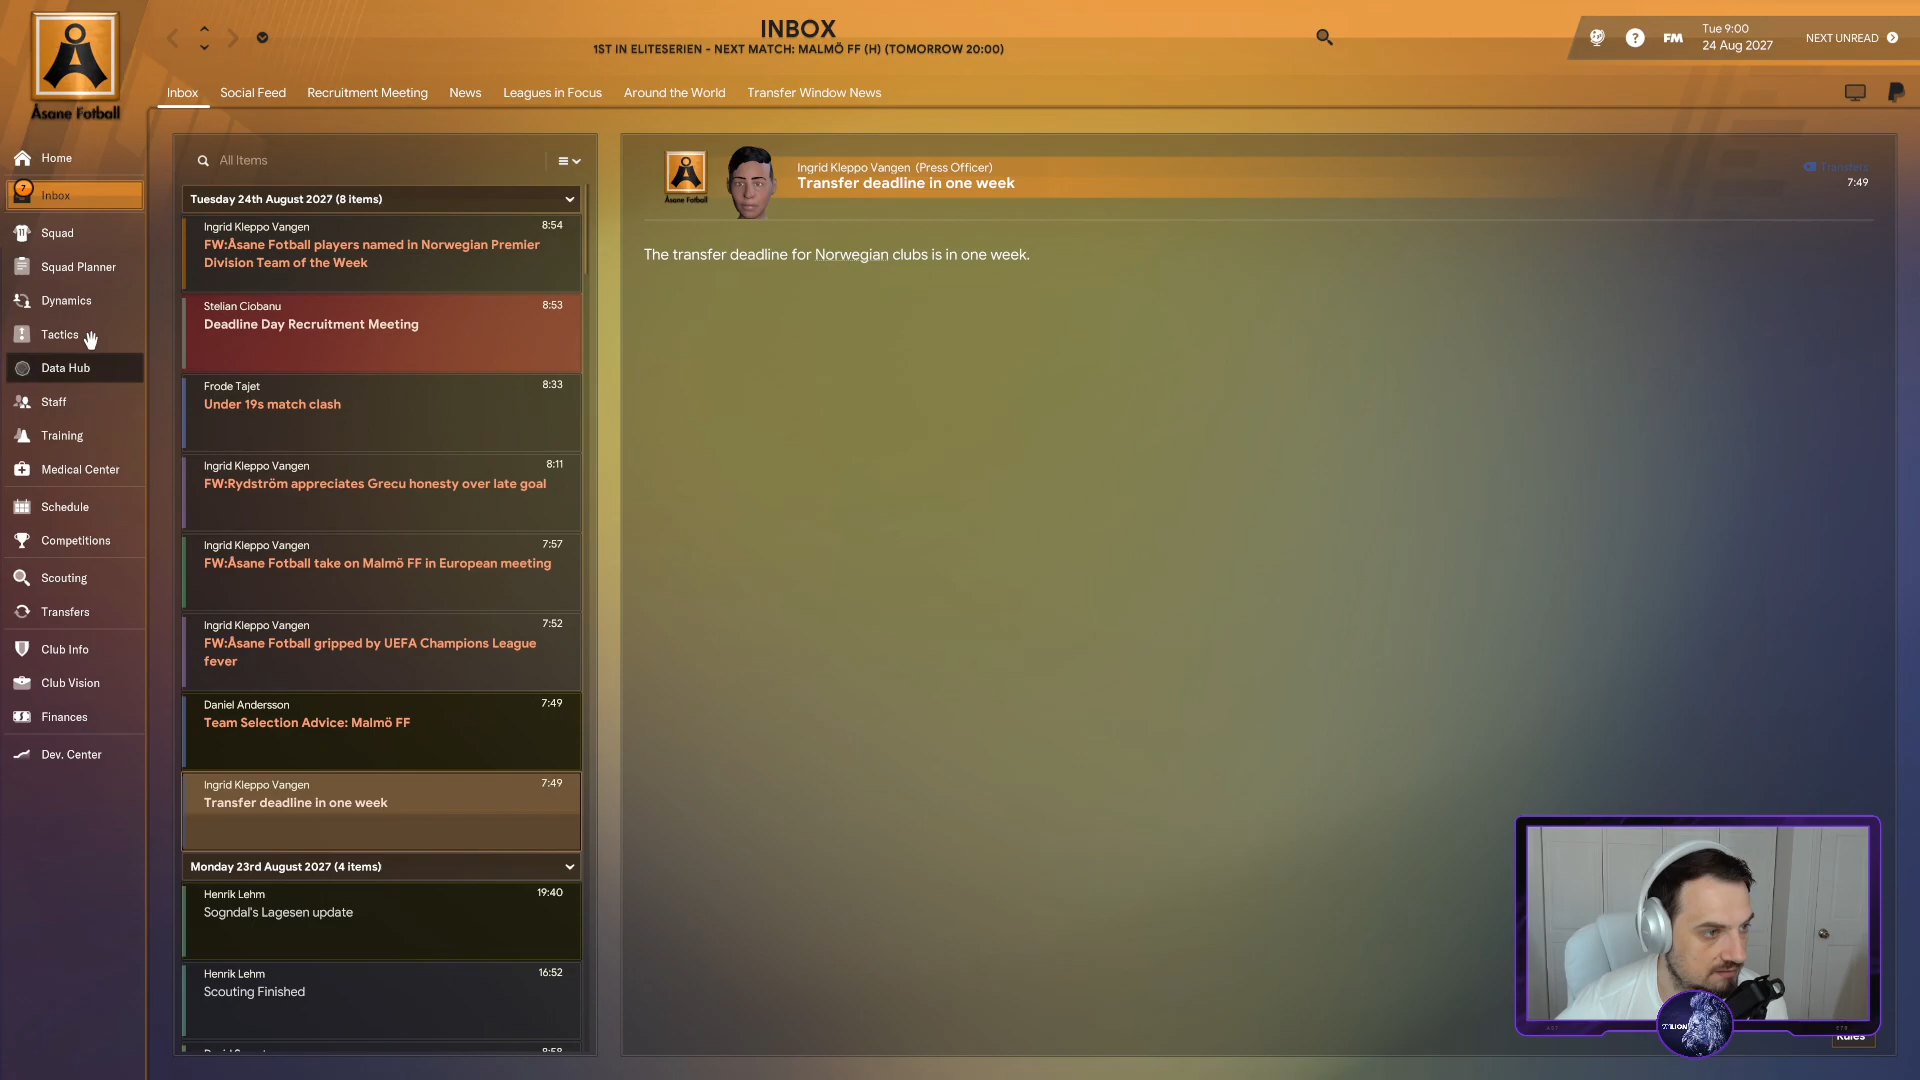 INBOX
1ST IN ELITESERIEN - NEXT MATCH: MALMÖ FF (H) (TOMORROW 20:00)
?
FM
Tue 9:00
24 Aug 2027
NEXT UNREAD
Åsane Fotball
Inbox
Social Feed
Recruitment Meeting
News
Leagues in Focus
Around the World
Transfer Window News
Home
7
Inbox
Squad
Squad Planner
Dynamics
Tactics
Data Hub
Staff
Training
Medical Center
Schedule
Competitions
Scouting
Transfers
Club Info
Club Vision
Finances
Dev. Center
All Items
Tuesday 24th August 2027 (8 items)
Ingrid Kleppo Vangen 8:54
FW:Åsane Fotball players named in Norwegian Premier
Division Team of the Week
Stelian Ciobanu 8:53
Deadline Day Recruitment Meeting
Frode Tajet 8:33
Under 19s match clash
Ingrid Kleppo Vangen 8:11
FW:Rydström appreciates Grecu honesty over late goal
Ingrid Kleppo Vangen 7:57
FW:Åsane Fotball take on Malmö FF in European meeting
Ingrid Kleppo Vangen 7:52
FW:Åsane Fotball gripped by UEFA Champions League
fever
Daniel Andersson 7:49
Team Selection Advice: Malmö FF
Ingrid Kleppo Vangen 7:49
Transfer deadline in one week
Monday 23rd August 2027 (4 items)
Henrik Lehm 19:40
Sogndal's Lagesen update
Henrik Lehm 16:52
Scouting Finished
8:58
Åsane Fotball
Ingrid Kleppo Vangen (Press Officer)
Transfer deadline in one week
Transfers
7:49
The transfer deadline for Norwegian clubs is in one week.
Rules